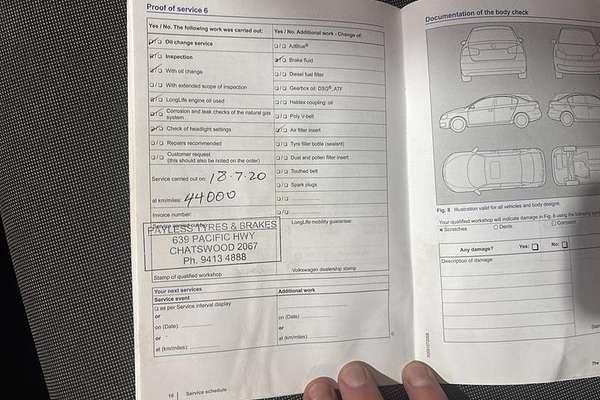 Proof of service 6
Yes / No. The following work was carried out:
Oil change service
Inspection
With oil change
With extended scope of inspection
LongLife engine oil used
Corrosion and leak checks of the natural gas
system
Check of headlight settings
Repairs recommended
Customer request
(this should also be noted on the order)
Service carried out on: 18.7.20
at km/miles: 44000
Invoice number:
PAYLESS TYRES & BRAKES
639 PACIFIC HWY
CHATSWOOD 2067
Ph. 9413 4888
Stamp of qualified workshop
Yes / No. Additional work - Change of:
AdBlue®
Brake fluid
Diesel fuel filter
Gearbox oil: DSG®, ATF
Haldex coupling: oil
Poly V-belt
Air filter insert
Tyre filler bottle (sealant)
Dust and pollen filter insert
Toothed belt
Spark plugs
LongLife mobility guarantee:
Volkswagen dealership stamp
Your next services
Service event
as per Service interval display
or
on (Date):
or
at (km/miles):
Additional work
on (Date):
or
at (km/miles):
16 | Service schedule
Documentation of the body check
Fig. 8 Illustration valid for all vehicles and body designs.
Your qualified workshop will indicate damage in Fig. 8 using the following
× Scratches
Dents
Corrosion
Any damage? Yes: No:
Description of damage: